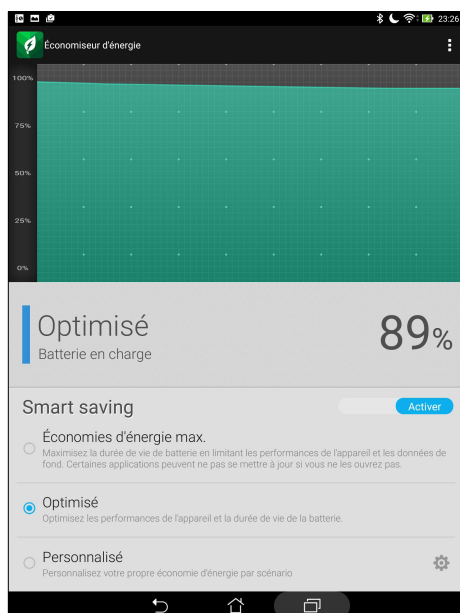 23:26
Économiseur d'énergie
100%
75%
50%
25%
0%
Optimisé
89%
Batterie en charge
Smart saving
Activer
Économies d'énergie max.
Maximisez la durée de vie de batterie en limitant les performances de l'appareil et les données de
fond. Certaines applications peuvent ne pas se mettre à jour si vous ne les ouvrez pas.
Optimisé
Optimisez les performances de l'appareil et la durée de vie de la batterie.
Personnalisé
Personnalisez votre propre économie d'énergie par scénario